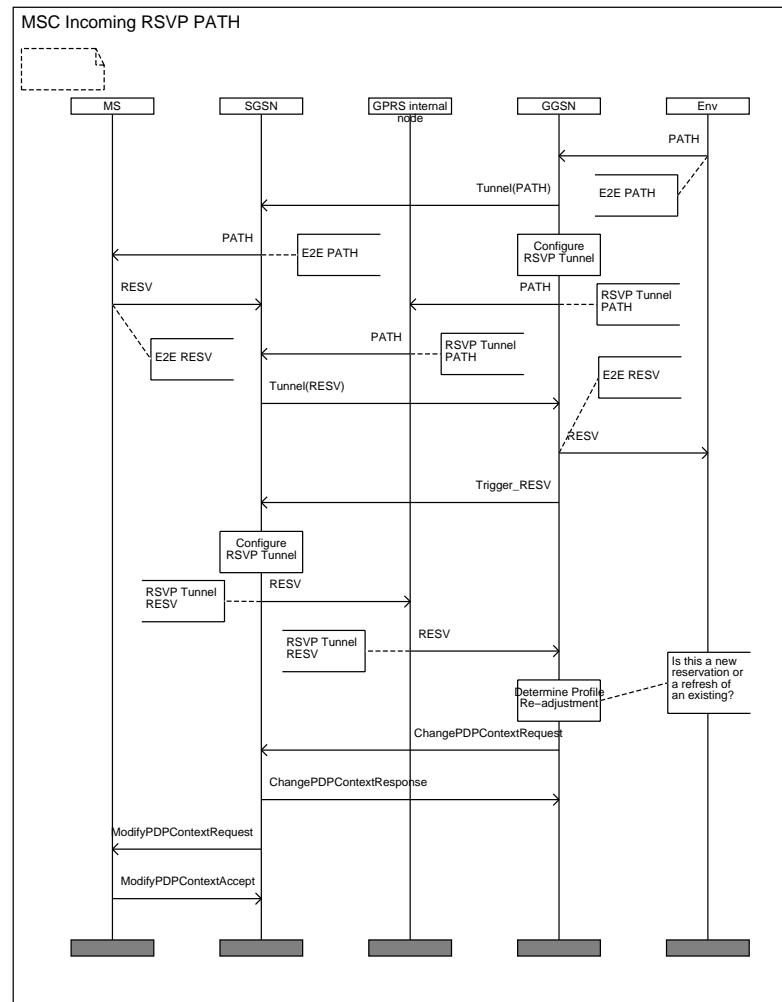 MSC Incoming RSVP PATH
MS
SGSN
GPRS internal
node
GGSN
Env
PATH
Tunnel(PATH)
E2E PATH
PATH
E2E PATH
Configure
RSVP Tunnel
RESV
PATH
RSVP Tunnel
PATH
E2E RESV
PATH
RSVP Tunnel
PATH
E2E RESV
Tunnel(RESV)
RESV
Trigger_RESV
Configure
RSVP Tunnel
RSVP Tunnel
RESV
RESV
RSVP Tunnel
RESV
RESV
Is this a new
reservation or
a refresh of
an existing?
Determine Profile
Re−adjustment
ChangePDPContextRequest
ChangePDPContextResponse
ModifyPDPContextRequest
ModifyPDPContextAccept